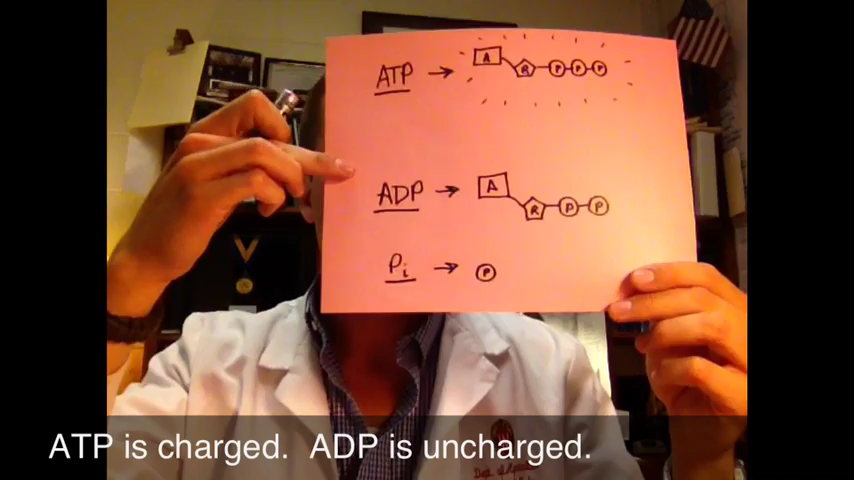 ATP → A R P P P
ADP → A R P P
Pi → P
ATP is charged. ADP is uncharged.